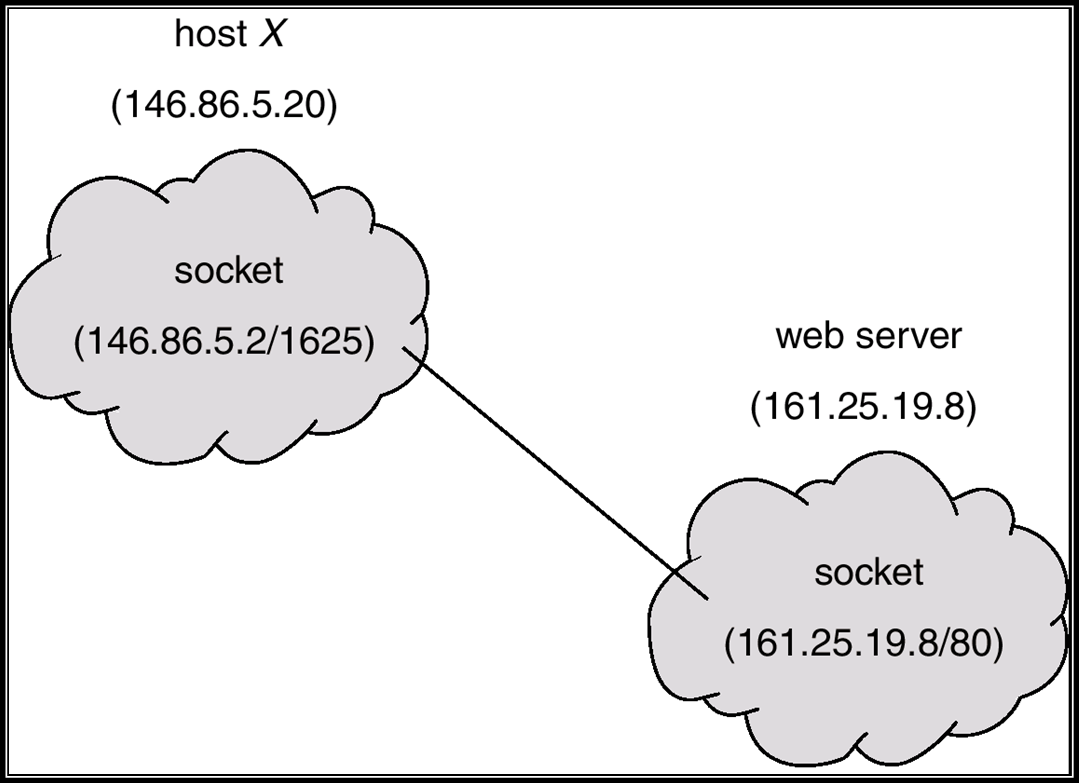 host X
(146.86.5.20)
socket
(146.86.5.2/1625)
web server
(161.25.19.8)
socket
(161.25.19.8/80)